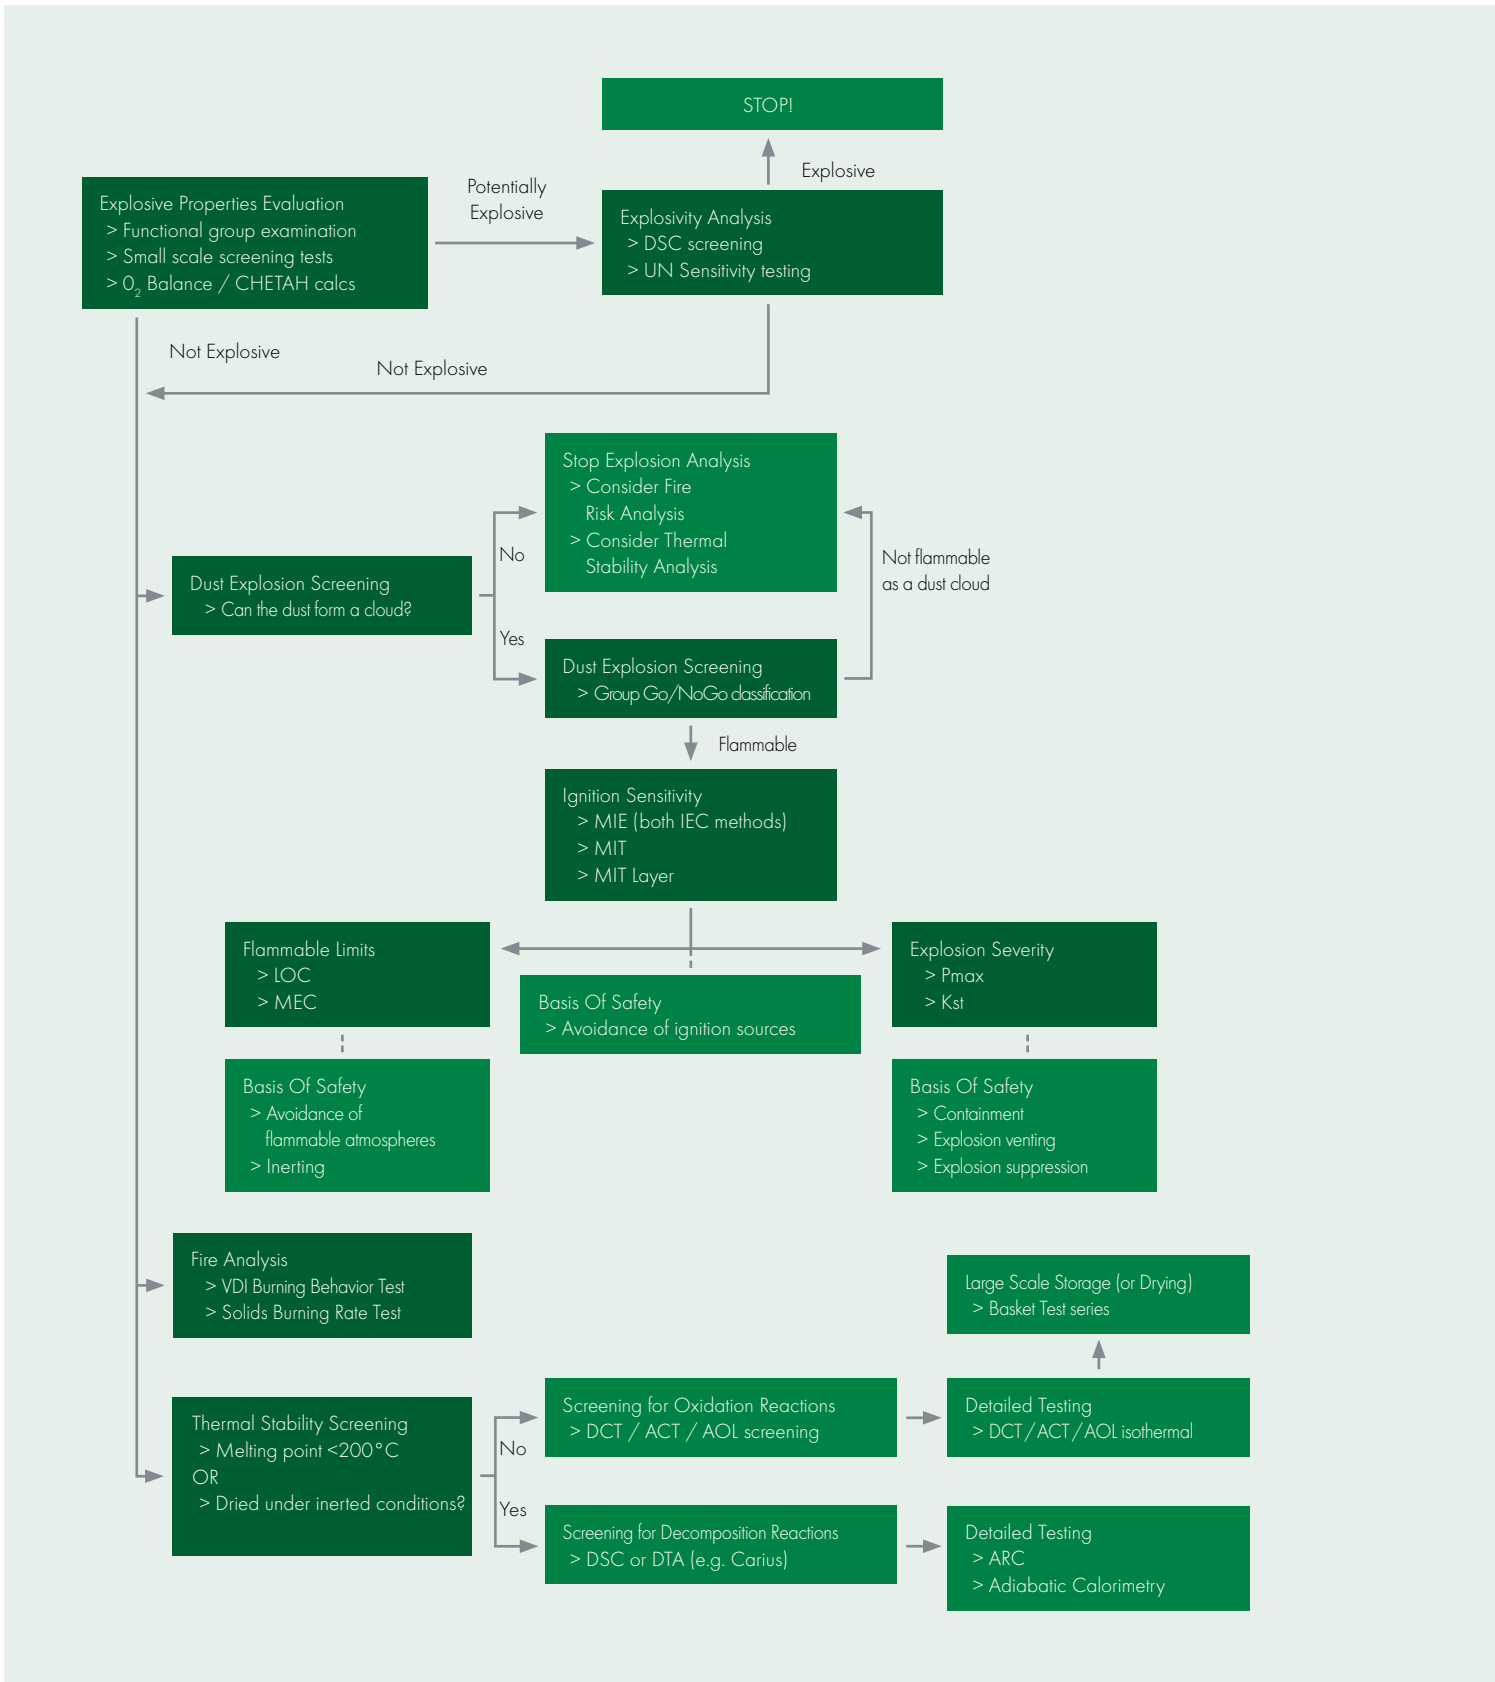 STOP!
Explosive
Potentially
Explosive
Explosive Properties Evaluation
> Functional group examination
> Small scale screening tests
> 0₂ Balance / CHETAH calcs
Explosivity Analysis
> DSC screening
> UN Sensitivity testing
Not Explosive
Not Explosive
Stop Explosion Analysis
> Consider Fire
Risk Analysis
> Consider Thermal
Stability Analysis
No
Not flammable
as a dust cloud
Dust Explosion Screening
> Can the dust form a cloud?
Yes
Dust Explosion Screening
> Group Go/NoGo classification
Flammable
Ignition Sensitivity
> MIE (both IEC methods)
> MIT
> MIT Layer
Flammable Limits
> LOC
> MEC
Basis Of Safety
> Avoidance of ignition sources
Explosion Severity
> Pmax
> Kst
Basis Of Safety
> Avoidance of
flammable atmospheres
> Inerting
Basis Of Safety
> Containment
> Explosion venting
> Explosion suppression
Fire Analysis
> VDI Burning Behavior Test
> Solids Burning Rate Test
Large Scale Storage (or Drying)
> Basket Test series
Thermal Stability Screening
> Melting point <200°C
OR
> Dried under inerted conditions?
No
Screening for Oxidation Reactions
> DCT / ACT / AOL screening
Detailed Testing
> DCT/ACT/AOL isothermal
Yes
Screening for Decomposition Reactions
> DSC or DTA (e.g. Carius)
Detailed Testing
> ARC
> Adiabatic Calorimetry